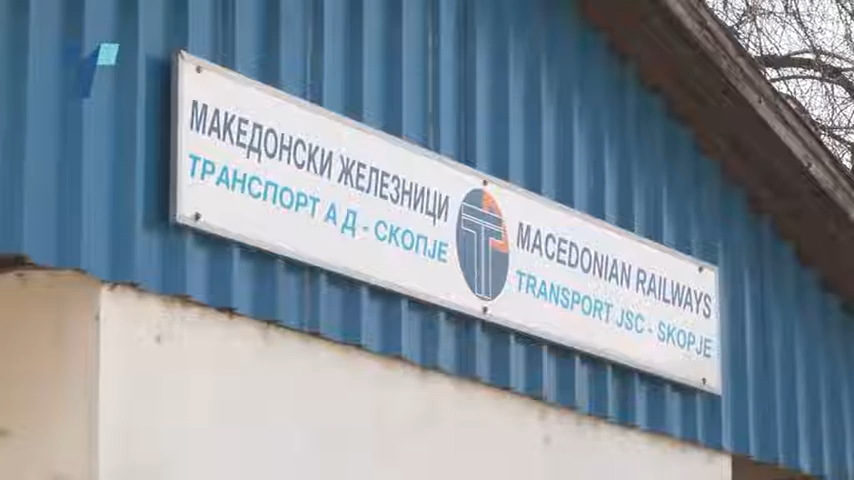 МАКЕДОНСКИ ЖЕЛЕЗНИЦИ
ТРАНСПОРТ А Д - СКОПЈЕ
MACEDONIAN RAILWAYS
TRANSPORT JSC - SKOPJE